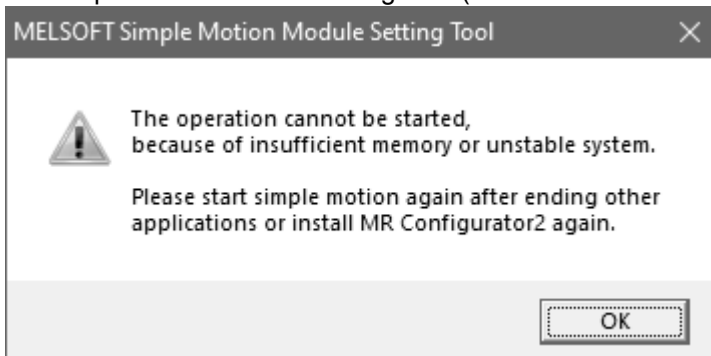 MELSOFT Simple Motion Module Setting Tool
The operation cannot be started,
because of insufficient memory or unstable system.
Please start simple motion again after ending other
applications or install MR Configurator2 again.
OK